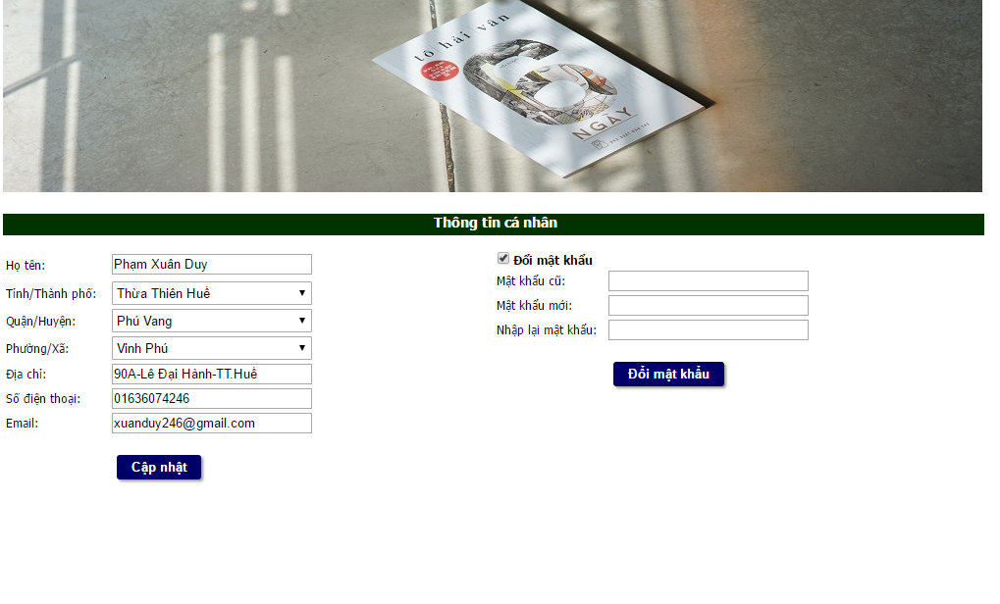 tô hải vân
NGÀY
Thông tin cá nhân
Họ tên:
Phạm Xuân Duy
Tỉnh/Thành phố:
Thừa Thiên Huế
Quận/Huyện:
Phú Vang
Phường/Xã:
Vinh Phú
Địa chỉ:
90A-Lê Đại Hành-TT.Huế
Số điện thoại:
01636074246
Email:
xuanduy246@gmail.com
Cập nhật
Đổi mật khẩu
Mật khẩu cũ:
Mật khẩu mới:
Nhập lại mật khẩu:
Đổi mật khẩu